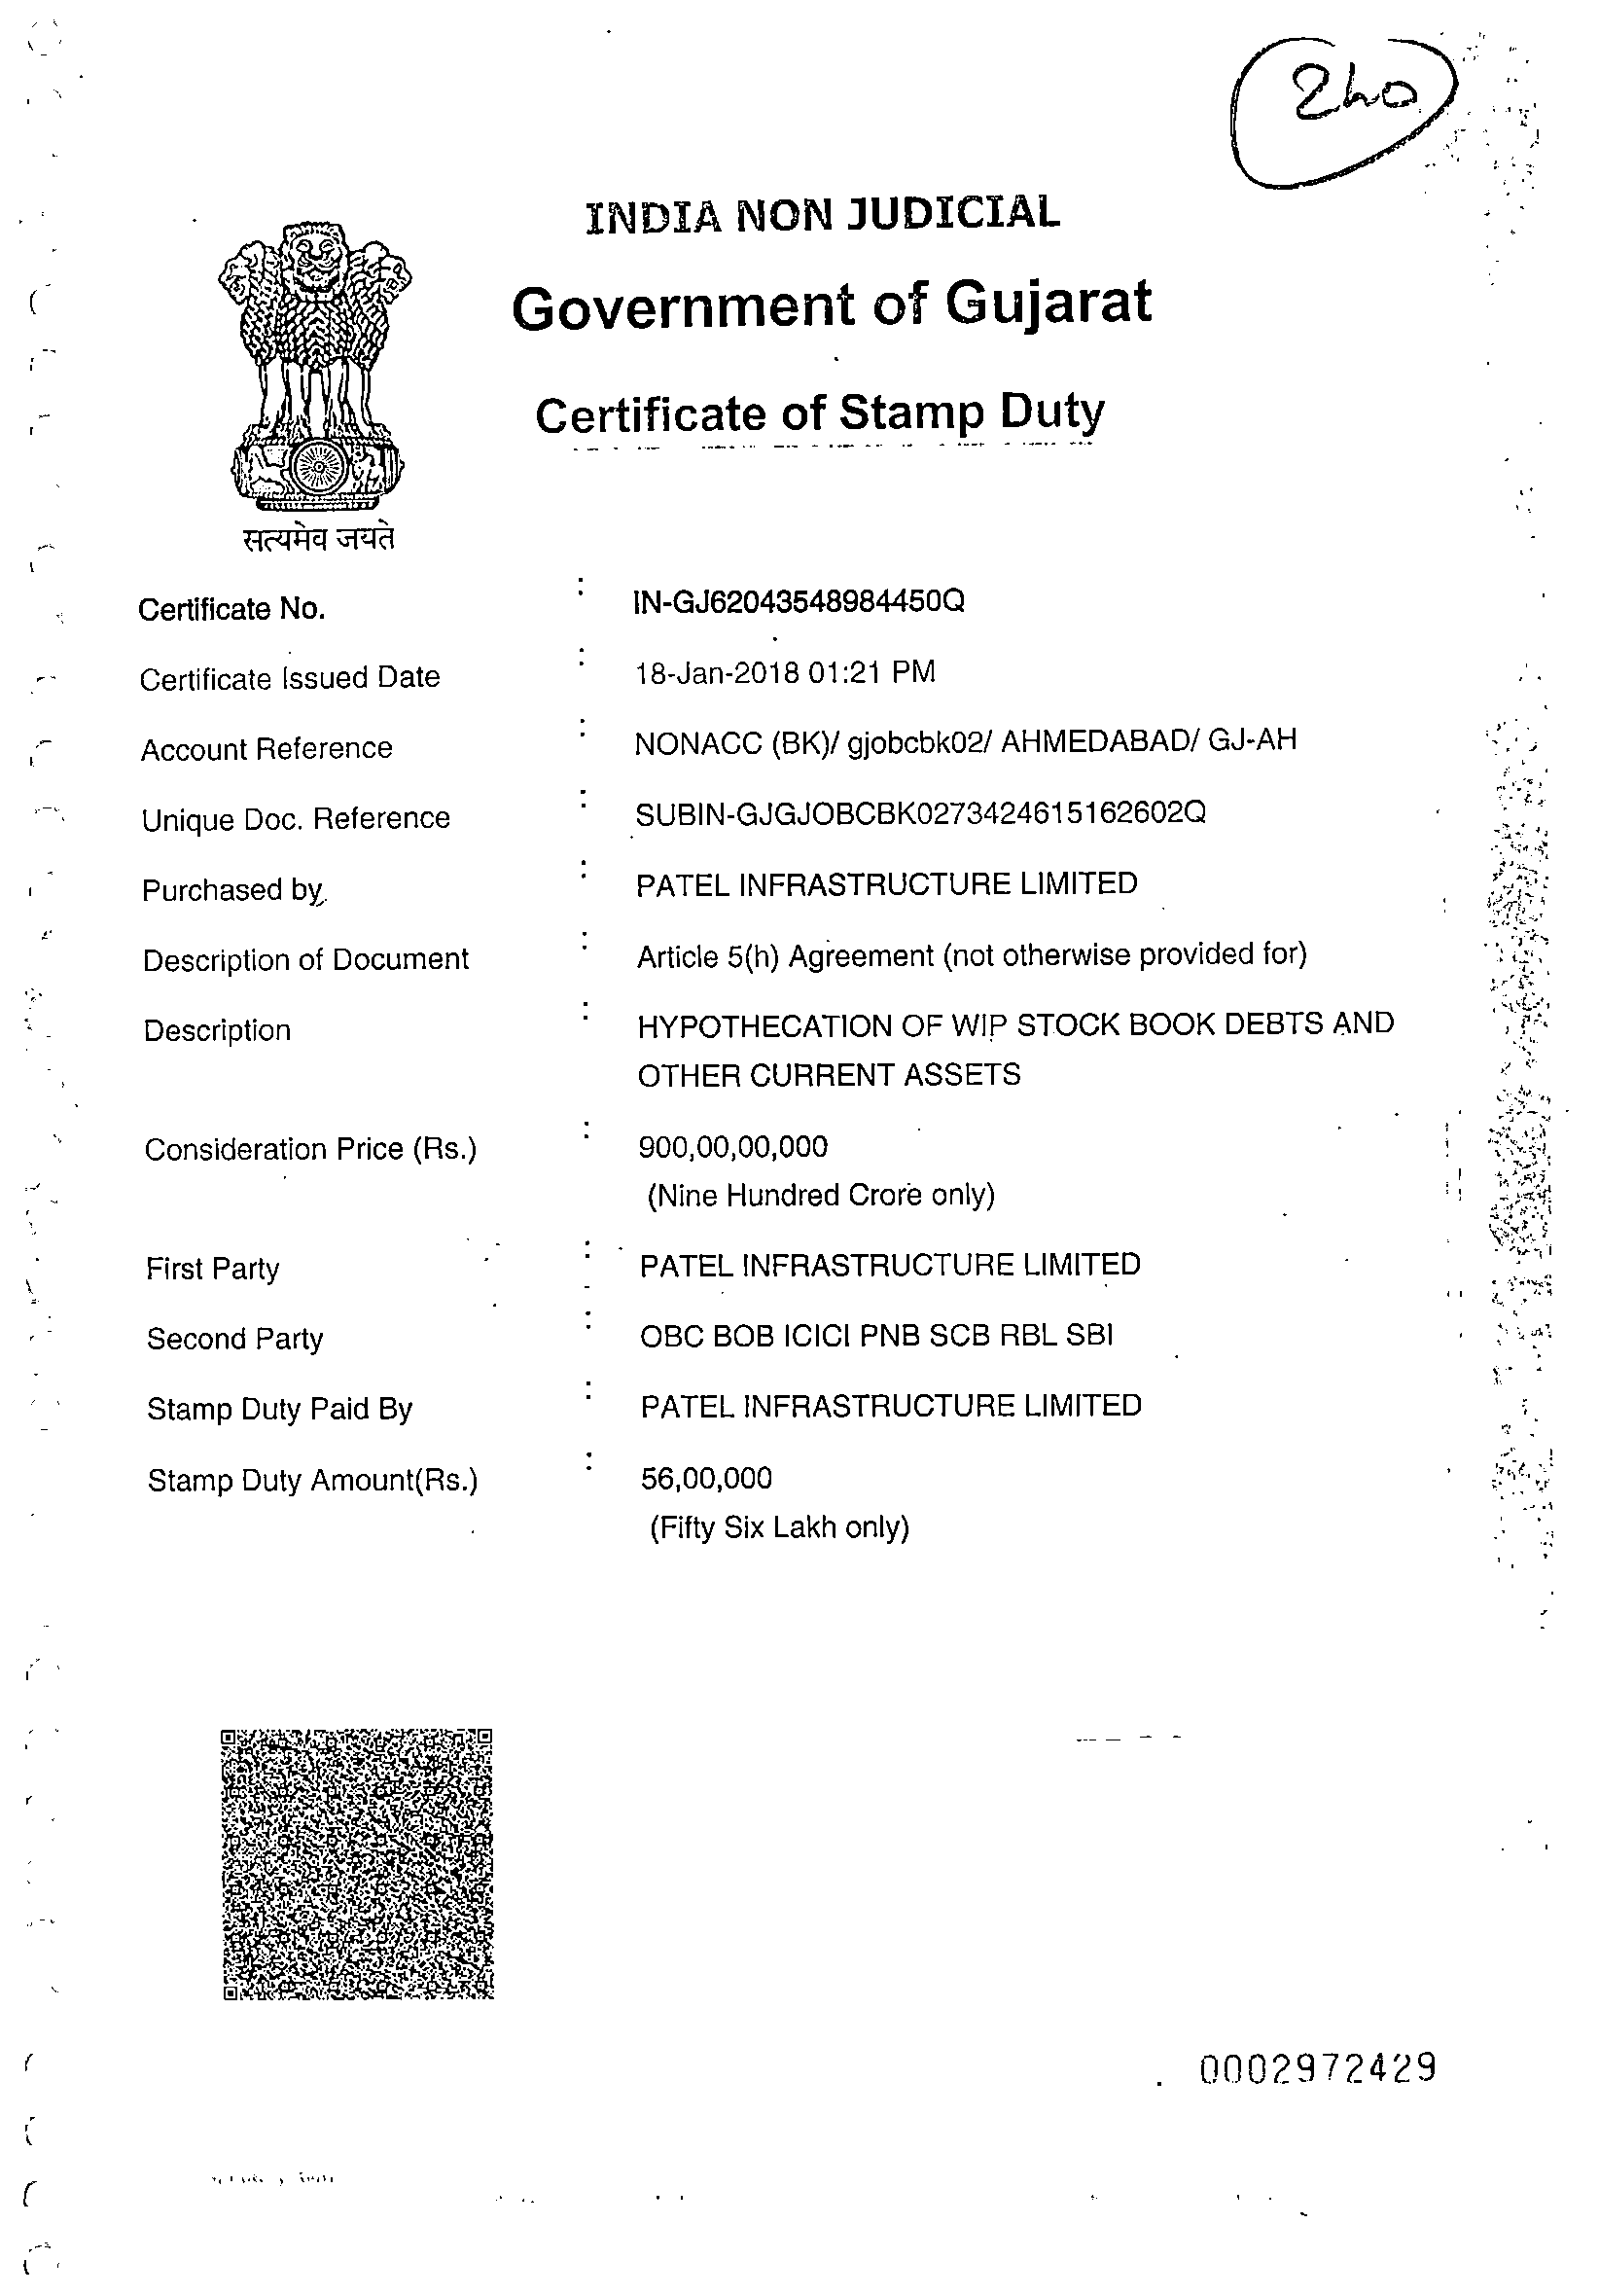 240
INDIA NON JUDICIAL
Government of Gujarat
Certificate of Stamp Duty
सत्यमेव जयते
Certificate No. : IN-GJ62043548984450Q
Certificate Issued Date : 18-Jan-2018 01:21 PM
Account Reference : NONACC (BK)/ gjobcbk02/ AHMEDABAD/ GJ-AH
Unique Doc. Reference : SUBIN-GJGJOBCBK0273424615162602Q
Purchased by : PATEL INFRASTRUCTURE LIMITED
Description of Document : Article 5(h) Agreement (not otherwise provided for)
Description : HYPOTHECATION OF WIP STOCK BOOK DEBTS AND
OTHER CURRENT ASSETS
Consideration Price (Rs.) : 900,00,00,000
(Nine Hundred Crore only)
First Party : PATEL INFRASTRUCTURE LIMITED
Second Party : OBC BOB ICICI PNB SCB RBL SBI
Stamp Duty Paid By : PATEL INFRASTRUCTURE LIMITED
Stamp Duty Amount(Rs.) : 56,00,000
(Fifty Six Lakh only)
0002972429